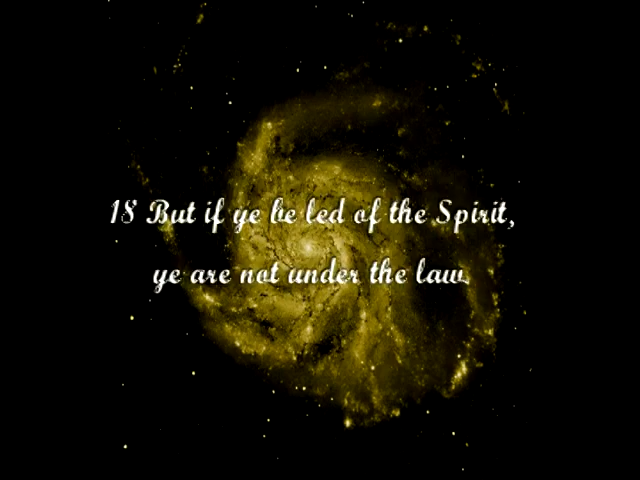 18 But if ye be led of the Spirit,
ye are not under the law.